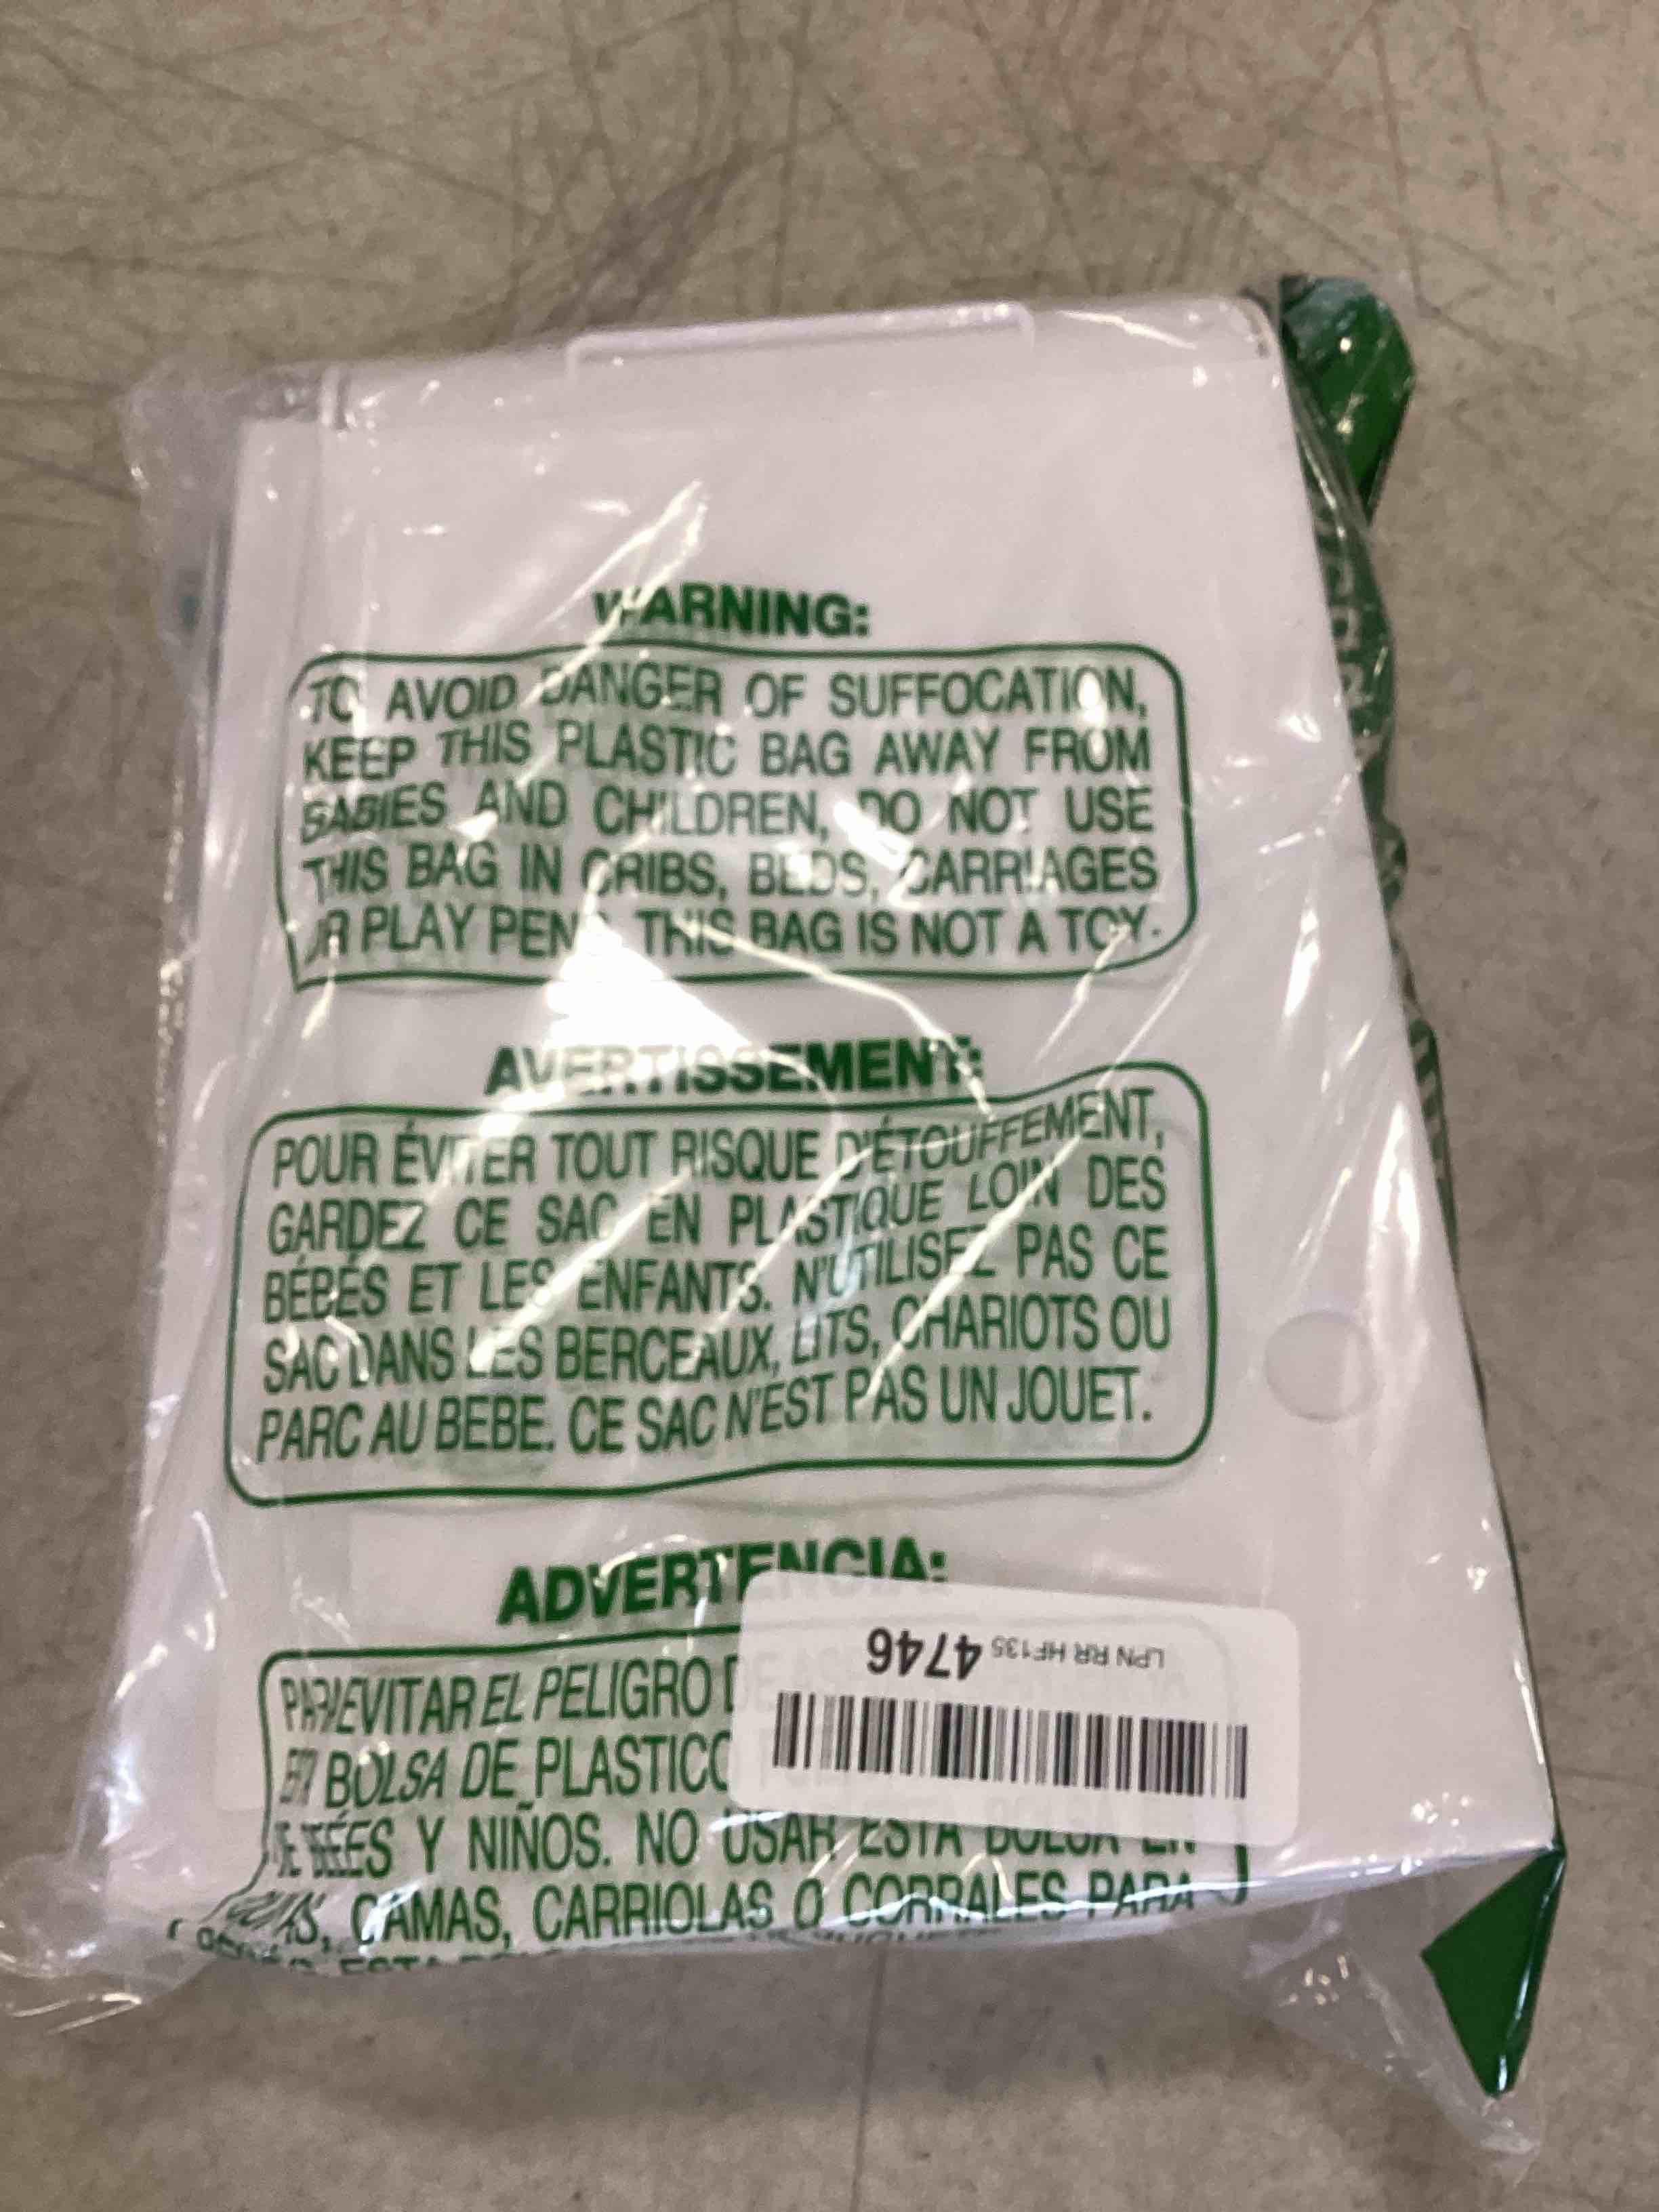 WARNING:
TO AVOID DANGER OF SUFFOCATION,
KEEP THIS PLASTIC BAG AWAY FROM
BABIES AND CHILDREN, DO NOT USE
THIS BAG IN CRIBS, BEDS, CARRIAGES
OR PLAY PENS. THIS BAG IS NOT A TOY.
AVERTISSEMENT:
POUR ÉVITER TOUT RISQUE D'ÉTOUFFEMENT,
GARDEZ CE SAC EN PLASTIQUE LOIN DES
BÉBÉS ET LES ENFANTS. N'UTILISEZ PAS CE
SAC DANS LES BERCEAUX, LITS, CHARIOTS OU
PARC AU BEBE. CE SAC N'EST PAS UN JOUET.
ADVERTENCIA:
PARA EVITAR EL PELIGRO
BOLSA DE PLASTICO
Y NIÑOS. NO USAR ESTA BOLSA EN
CAMAS, CARRIOLAS O CORRALES PARA
ESTA
LPN RR HF135 4746